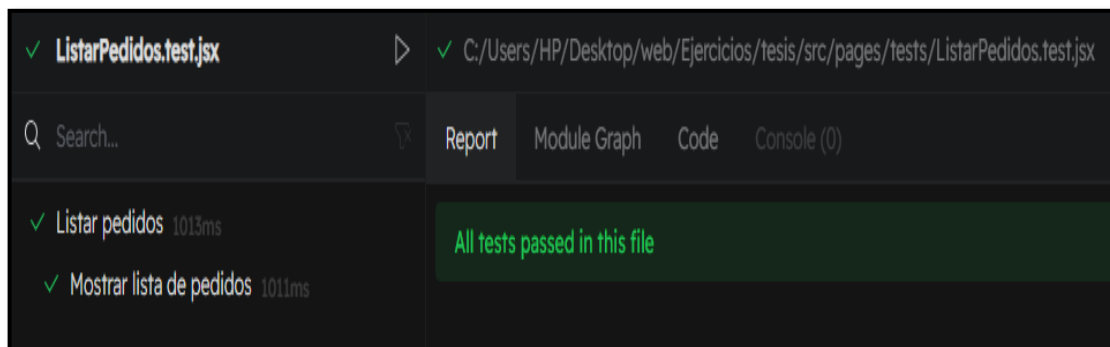 ListarPedidos.test.jsx
C:/Users/HP/Desktop/web/Ejercicios/tesis/src/pages/tests/ListarPedidos.test.jsx
Search...
Report Module Graph Code Console (0)
Listar pedidos 1013ms
All tests passed in this file
Mostrar lista de pedidos 1011ms